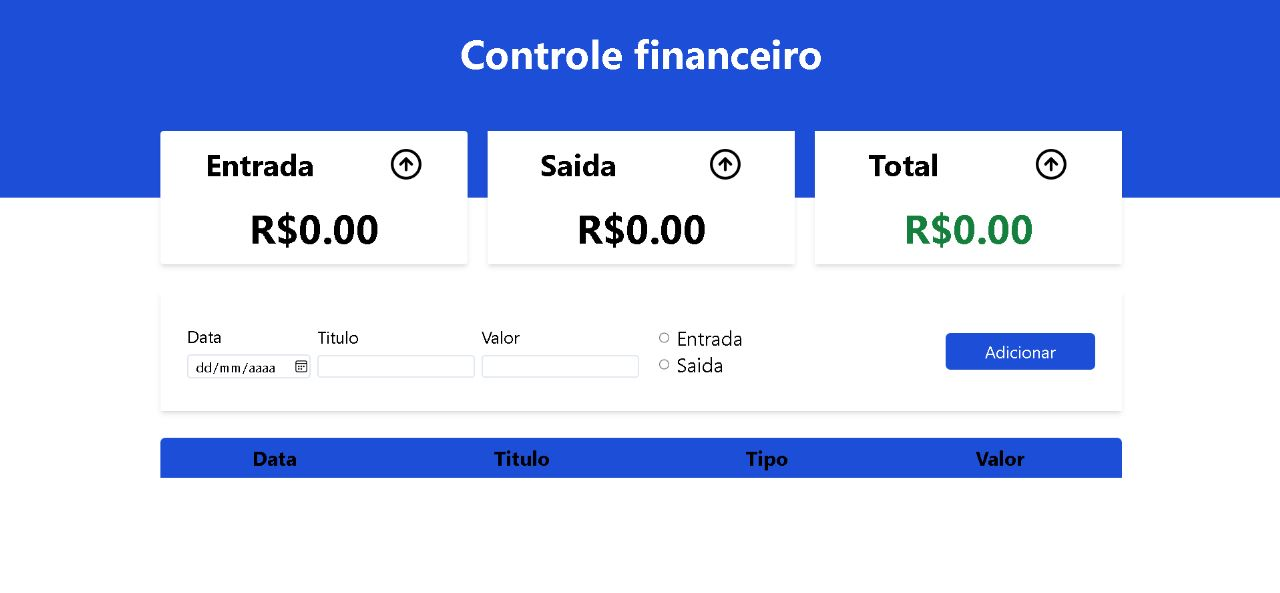 Controle financeiro
Entrada Saida Total
R$0.00 R$0.00 R$0.00
Data Titulo Valor
Entrada
dd/mm/aaaa Saida
Adicionar
Data Titulo Tipo Valor